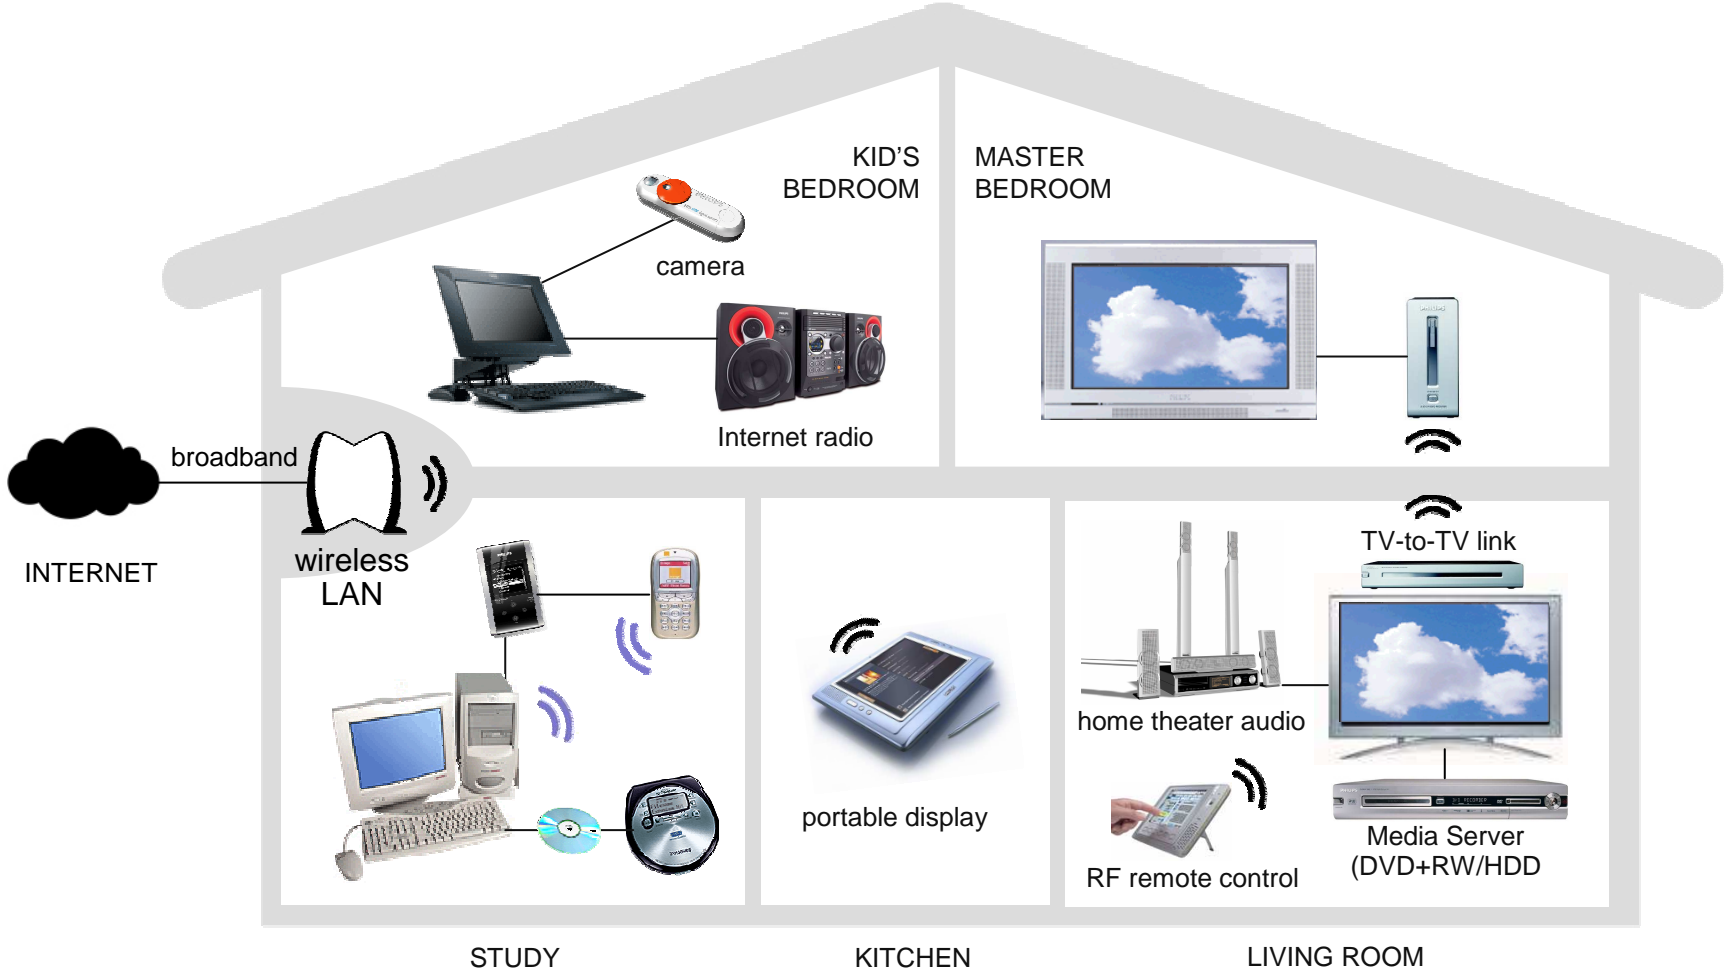 KID'S
BEDROOM
MASTER
BEDROOM
camera
PHILIPS
Internet radio
broadband
INTERNET
wireless
LAN
TV-to-TV link
home theater audio
portable display
RF remote control
Media Server
(DVD+RW/HDD
STUDY
KITCHEN
LIVING ROOM